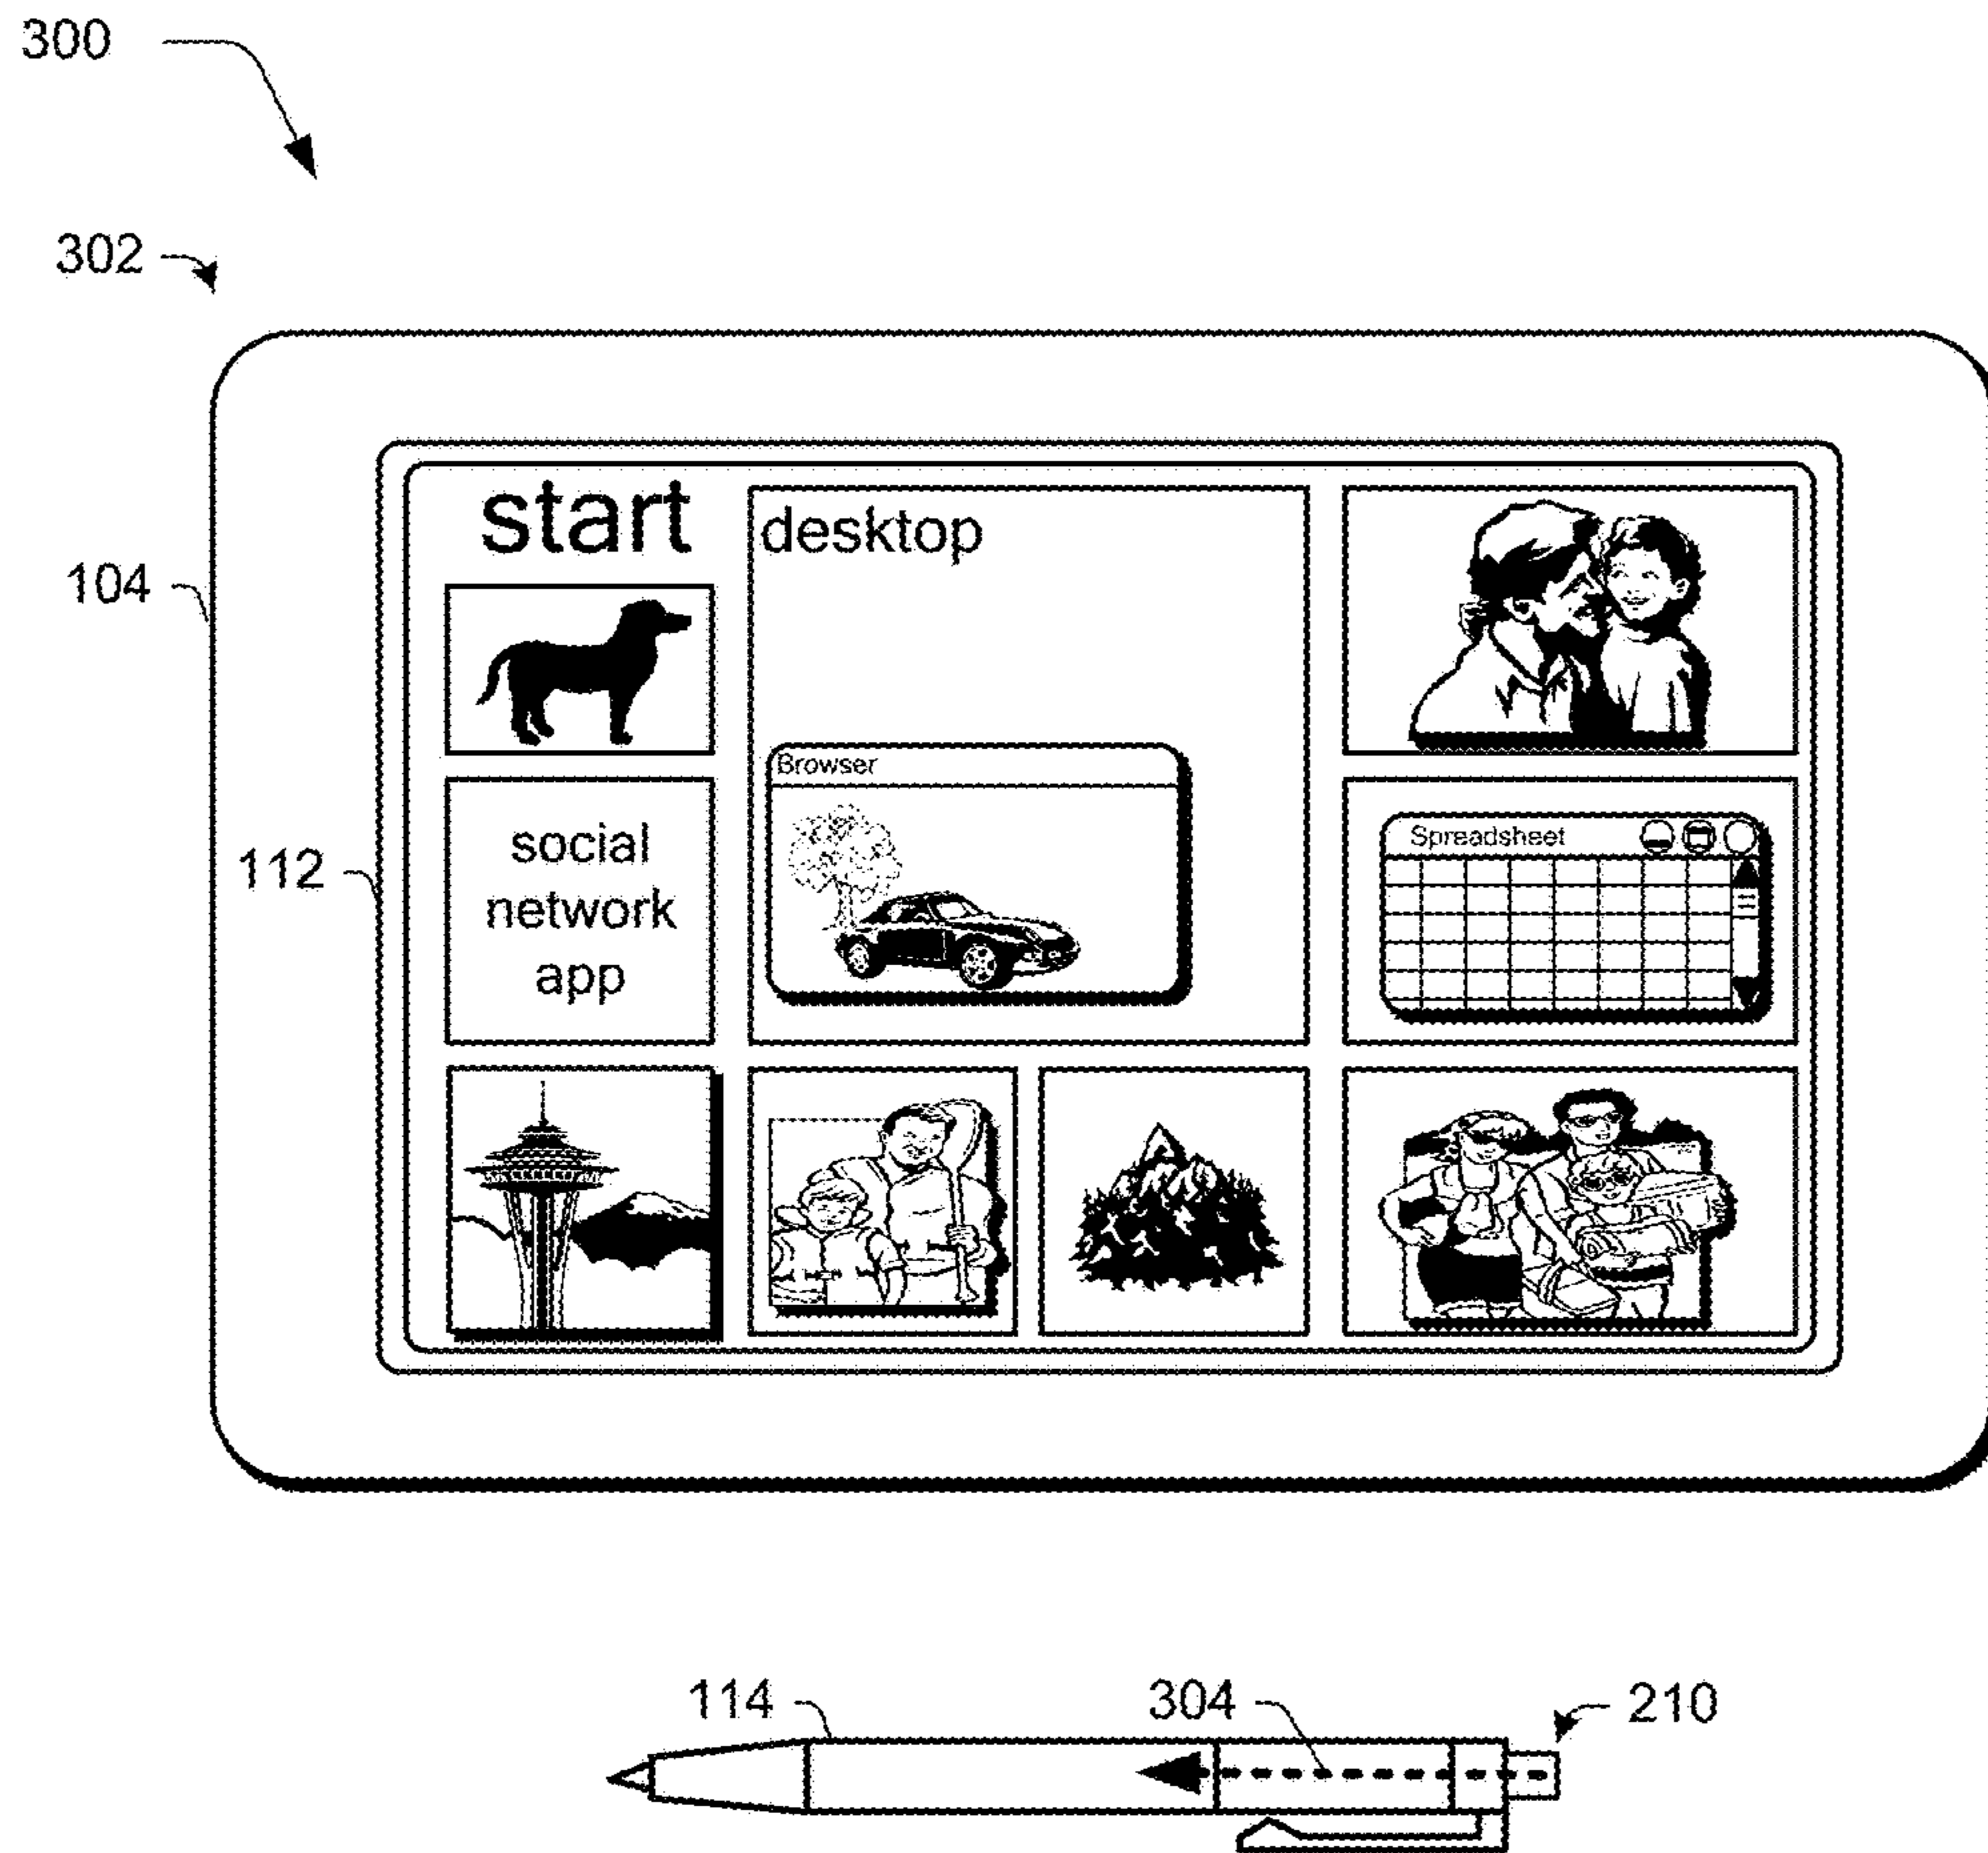 300
302
104
112
start
desktop
Browser
social
network
app
Spreadsheet
114
304
210